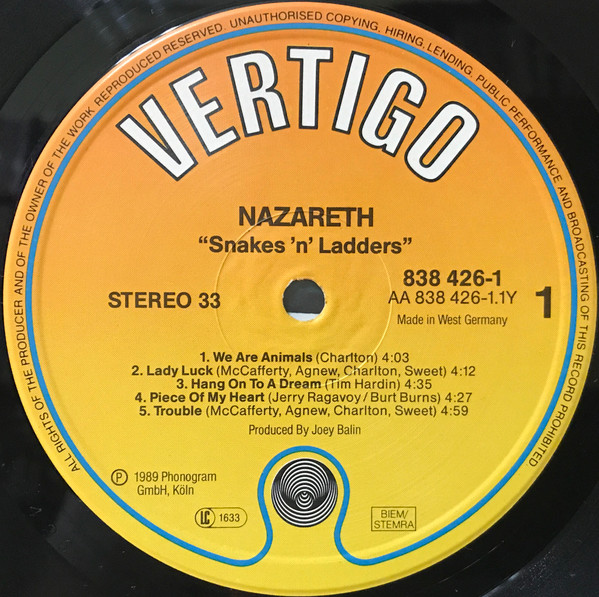 ALL RIGHTS OF THE PRODUCER AND OF THE OWNER OF THE WORK REPRODUCED RESERVED. UNAUTHORISED COPYING, HIRING, LENDING, PUBLIC PERFORMANCE AND BROADCASTING OF THIS RECORD PROHIBITED
VERTIGO
NAZARETH
“Snakes ’n’ Ladders”
STEREO 33
838 426-1
AA 838 426-1.1Y
1
Made in West Germany
1. We Are Animals (Charlton) 4:03
2. Lady Luck (McCafferty, Agnew, Charlton, Sweet) 4:12
3. Hang On To A Dream (Tim Hardin) 4:35
4. Piece Of My Heart (Jerry Ragavoy/Burt Burns) 4:27
5. Trouble (McCafferty, Agnew, Charlton, Sweet) 4:59
Produced By Joey Balin
Ⓟ 1989 Phonogram
GmbH, Köln
LC 1633
BIEM/
STEMRA